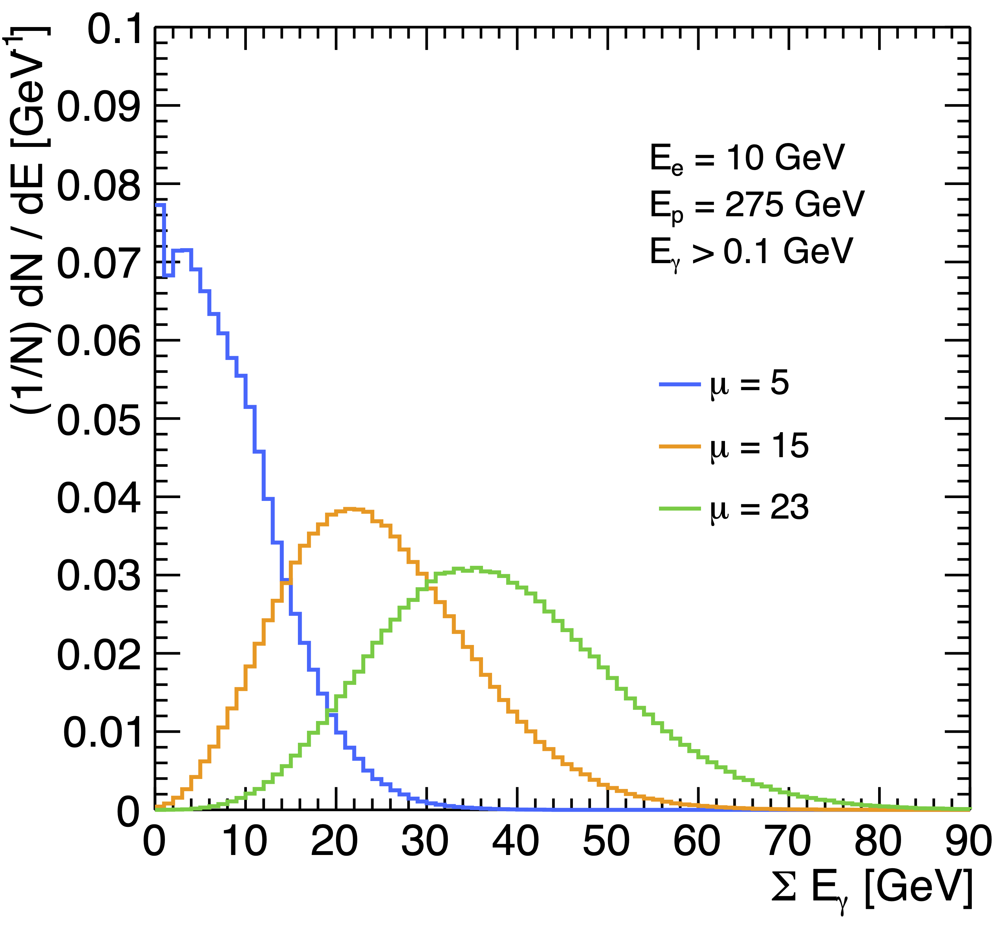 (1/N) dN / dE [GeV⁻¹]
0.1
0.09
0.08
0.07
0.06
0.05
0.04
0.03
0.02
0.01
0
Eₑ = 10 GeV
Eₚ = 275 GeV
Eᵧ > 0.1 GeV
μ = 5
μ = 15
μ = 23
0 10 20 30 40 50 60 70 80 90
Σ Eᵧ [GeV]